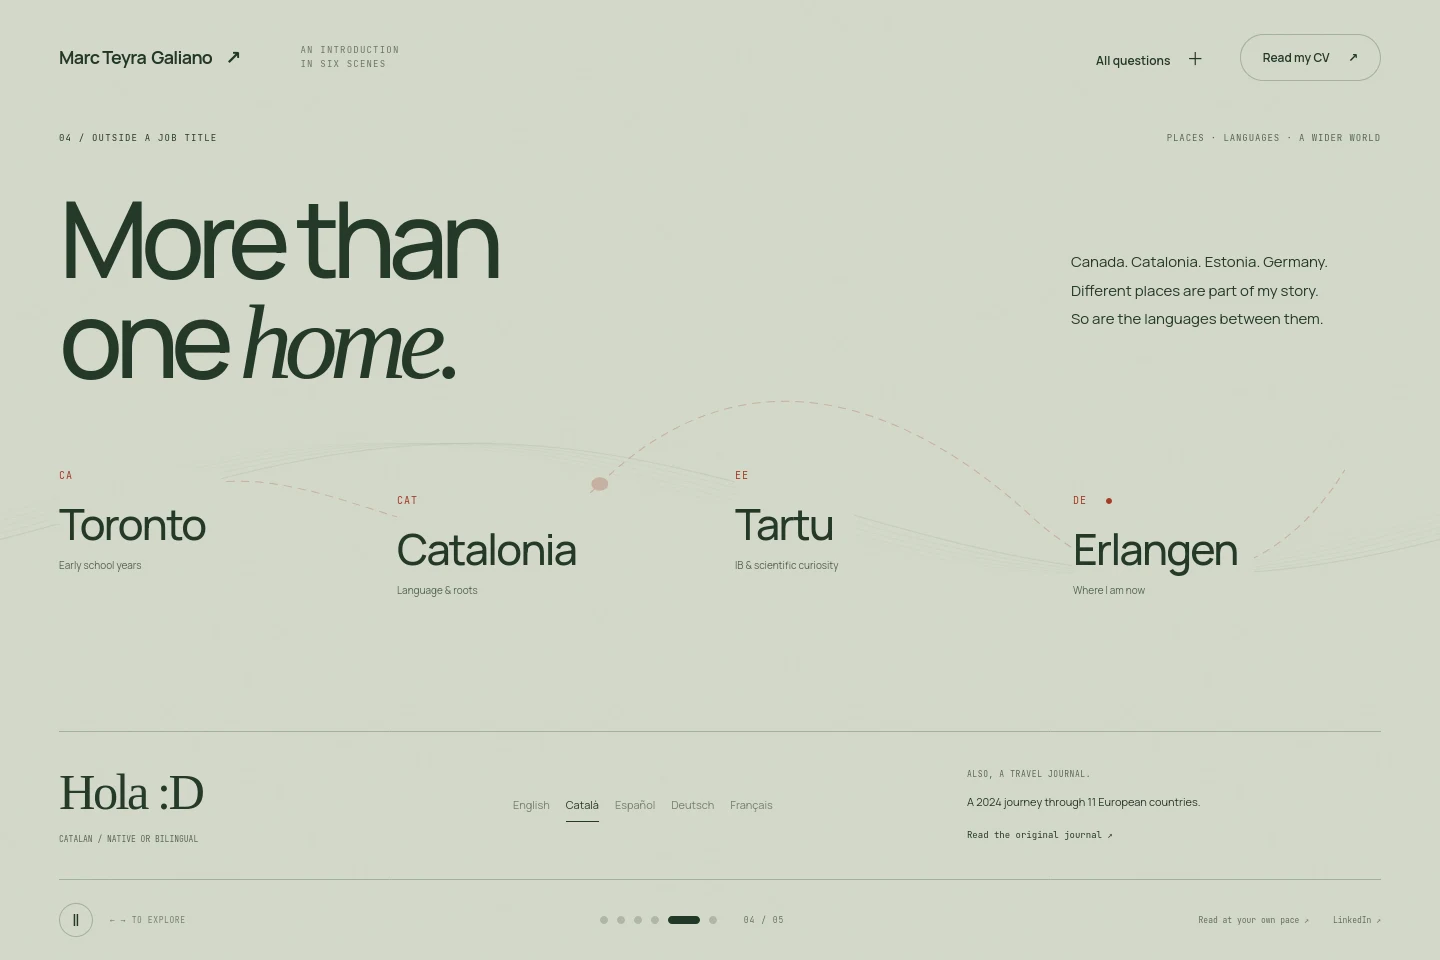 Marc Teyra Galiano ↗
AN INTRODUCTION
IN SIX SCENES
All questions +
Read my CV ↗
04 / OUTSIDE A JOB TITLE
PLACES · LANGUAGES · A WIDER WORLD
More than
one home.
Canada. Catalonia. Estonia. Germany.
Different places are part of my story.
So are the languages between them.
CA
Toronto
Early school years
CAT
Catalonia
Language & roots
EE
Tartu
IB & scientific curiosity
DE
Erlangen
Where I am now
Hola :D
CATALAN / NATIVE OR BILINGUAL
English Català Español Deutsch Français
ALSO, A TRAVEL JOURNAL.
A 2024 journey through 11 European countries.
Read the original journal ↗
← → TO EXPLORE
04 / 05
Read at your own pace ↗
LinkedIn ↗